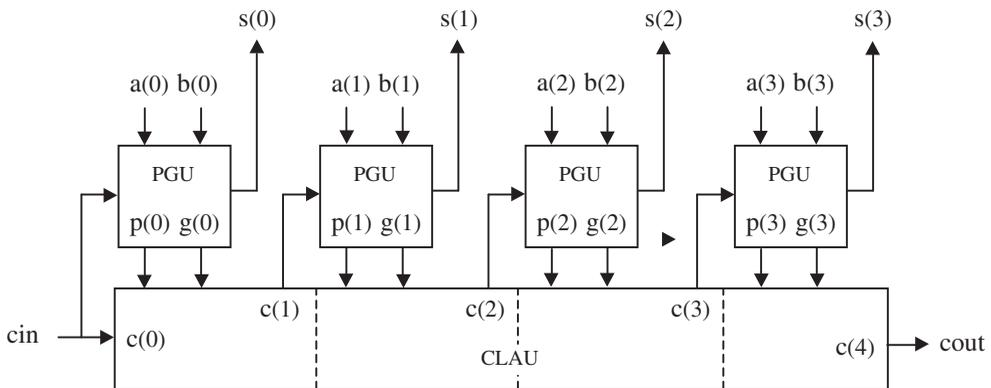 s(0) s(1) s(2) s(3)
a(0) b(0) a(1) b(1) a(2) b(2) a(3) b(3)
PGU PGU PGU PGU
p(0) g(0) p(1) g(1) p(2) g(2) p(3) g(3)
c(1) c(2) c(3)
cin c(0) c(4) cout
CLAU